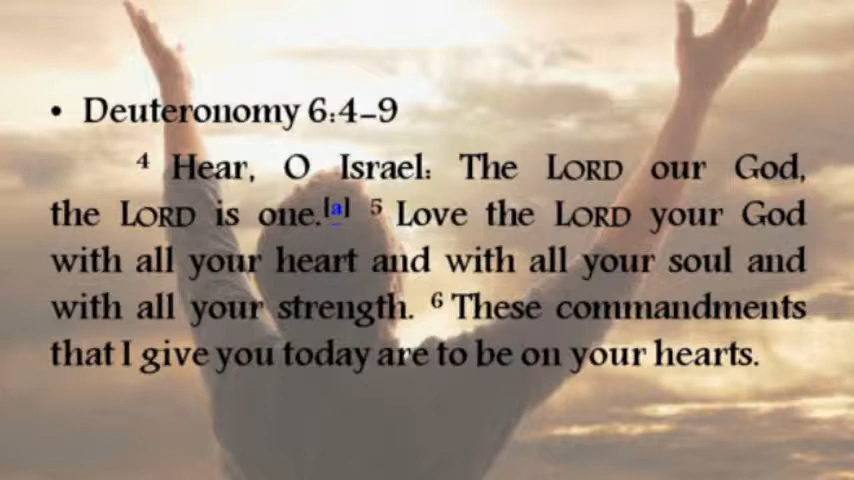 • Deuteronomy 6:4–9
⁴ Hear, O Israel: The LORD our God,
the LORD is one.[a] ⁵ Love the LORD your God
with all your heart and with all your soul and
with all your strength. ⁶ These commandments
that I give you today are to be on your hearts.